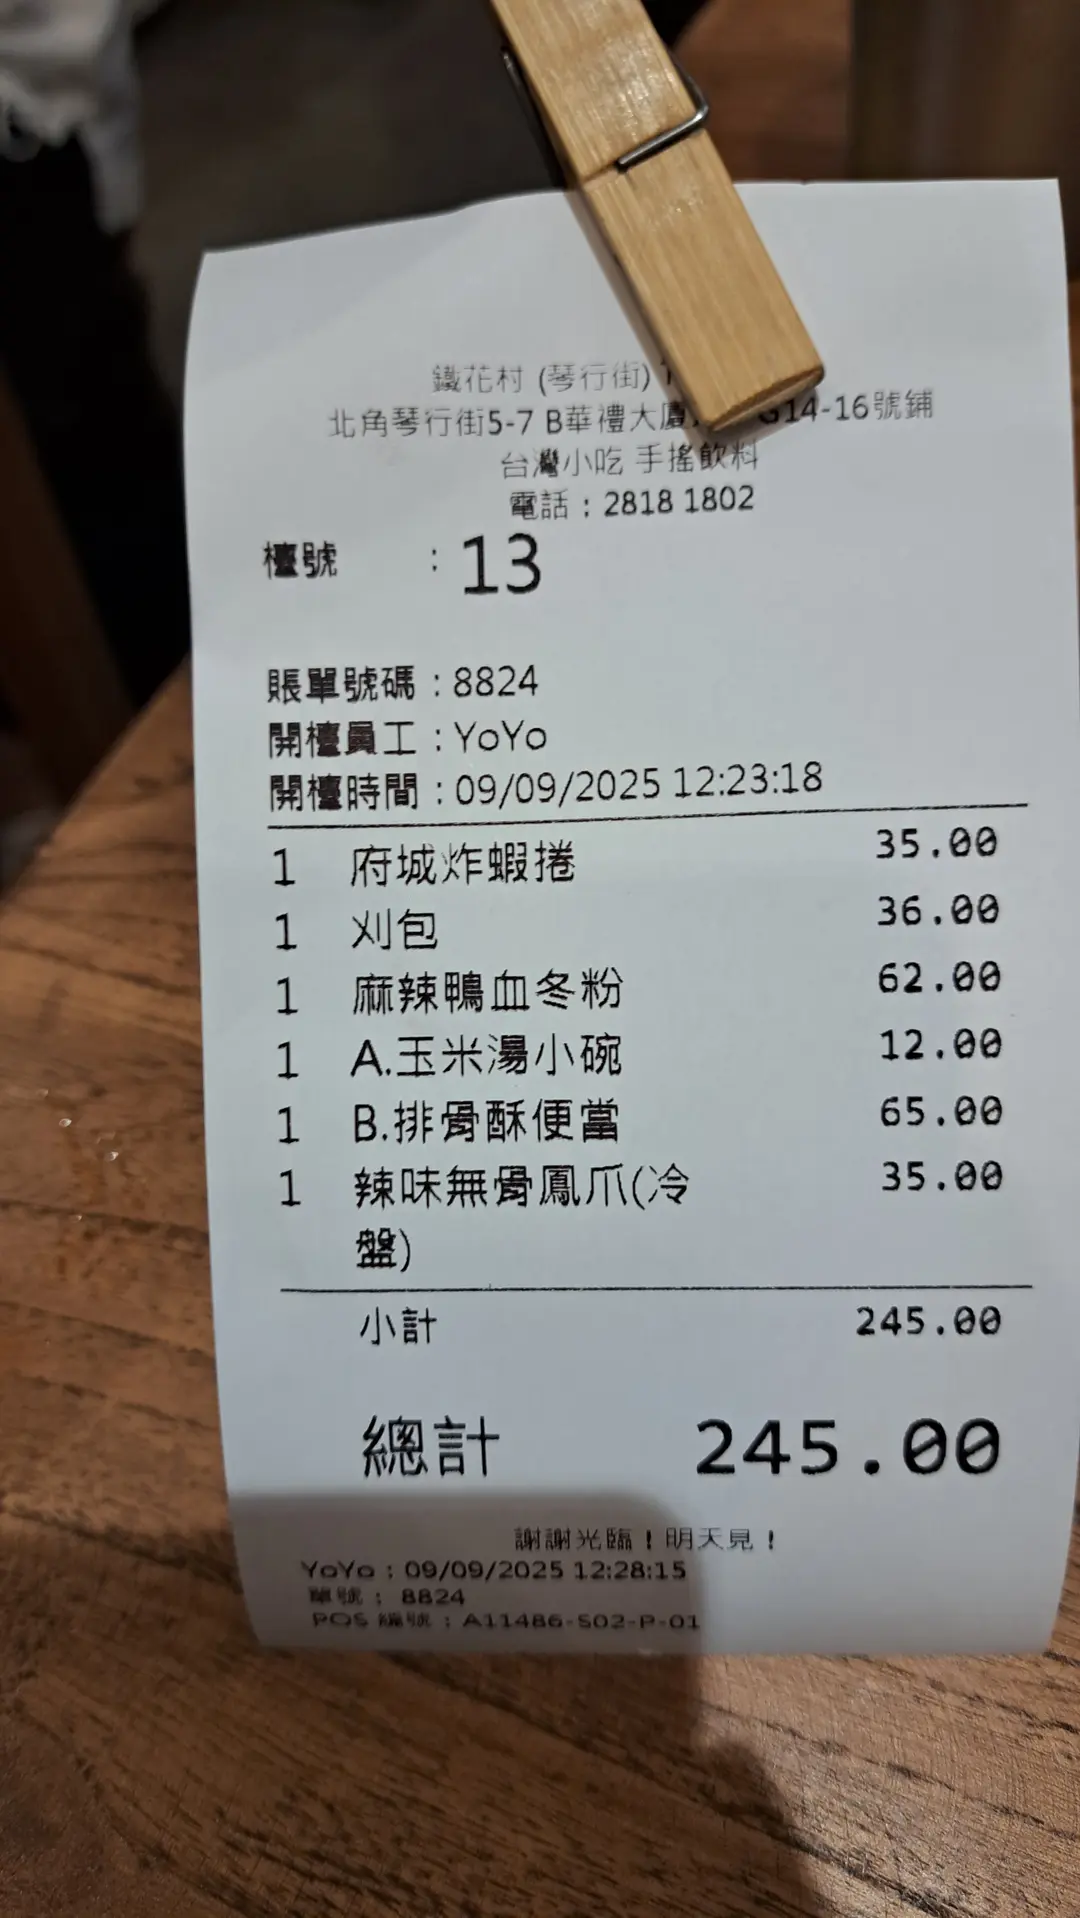 鐵花村 (琴行街)
北角琴行街5-7 B華禮大廈 G14-16號鋪
台灣小吃 手搖飲料
電話：2818 1802
檯號 : 13
賬單號碼 : 8824
開檯員工 : YoYo
開檯時間 : 09/09/2025 12:23:18
1 府城炸蝦捲 35.00
1 刈包 36.00
1 麻辣鴨血冬粉 62.00
1 A.玉米湯小碗 12.00
1 B.排骨酥便當 65.00
1 辣味無骨鳳爪(冷 35.00
盤)
小計 245.00
總計 245.00
謝謝光臨！明天見！
YoYo : 09/09/2025 12:28:15
單號： 8824
POS 編號 : A11486-S02-P-01